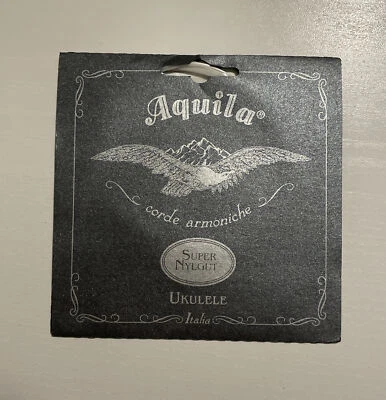 Aquila®
corde armoniche
SUPER
NYLGUT
UKULELE
Italia